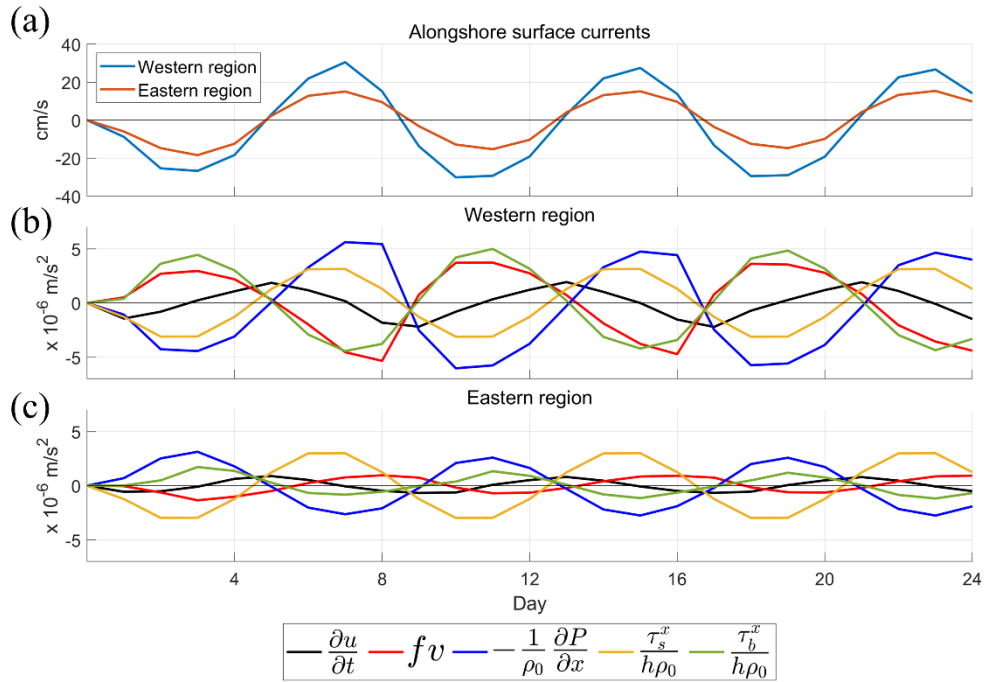 (a)
Alongshore surface currents
40
20
0
-20
-40
cm/s
Western region
Eastern region
(b)
Western region
5
0
-5
x 10⁻⁶ m/s²
(c)
Eastern region
5
0
-5
x 10⁻⁶ m/s²
4 8 12 16 20 24
Day
∂u/∂t fv −1/ρ₀ ∂P/∂x τₛˣ/hρ₀ τ_bˣ/hρ₀